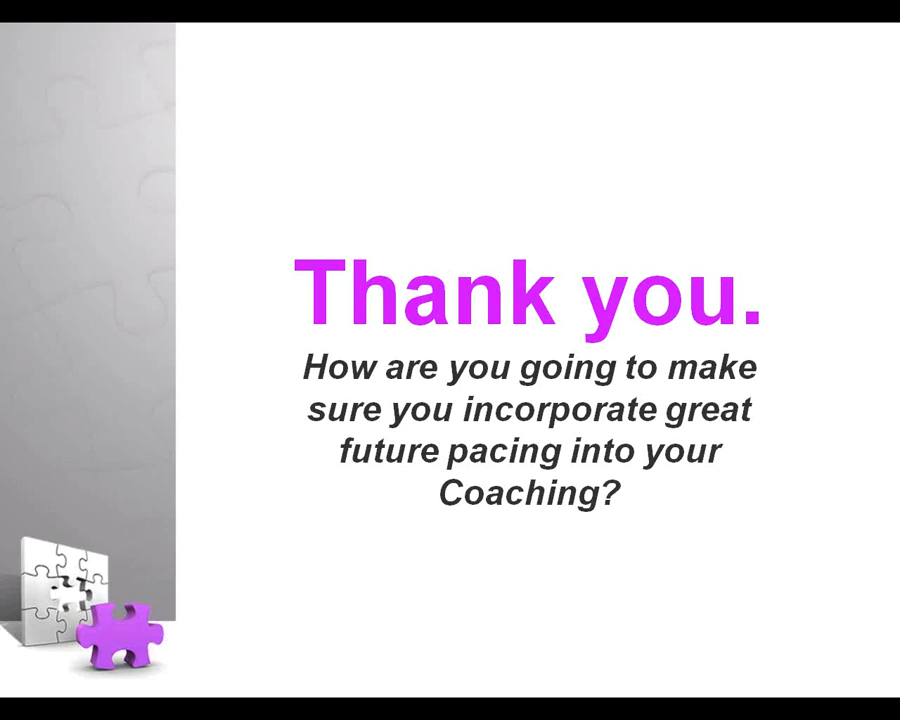 Thank you.
How are you going to make
sure you incorporate great
future pacing into your
Coaching?